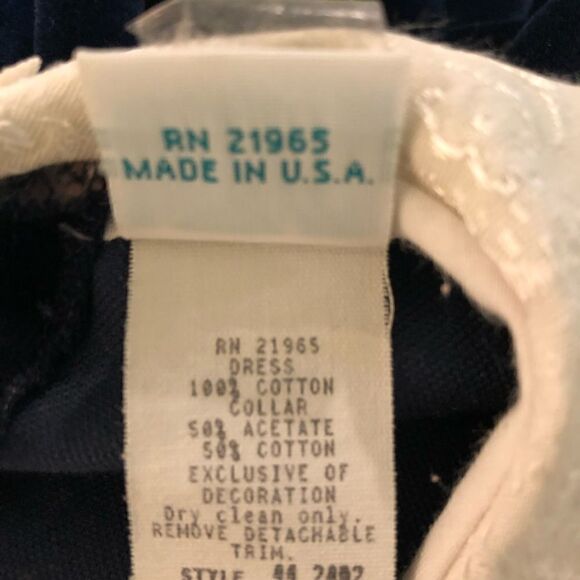 RN 21965
MADE IN U.S.A.
RN 21965
DRESS
100% COTTON
COLLAR
50% ACETATE
50% COTTON
EXCLUSIVE OF
DECORATION
Dry clean only.
REMOVE DETACHABLE
TRIM.
STYLE